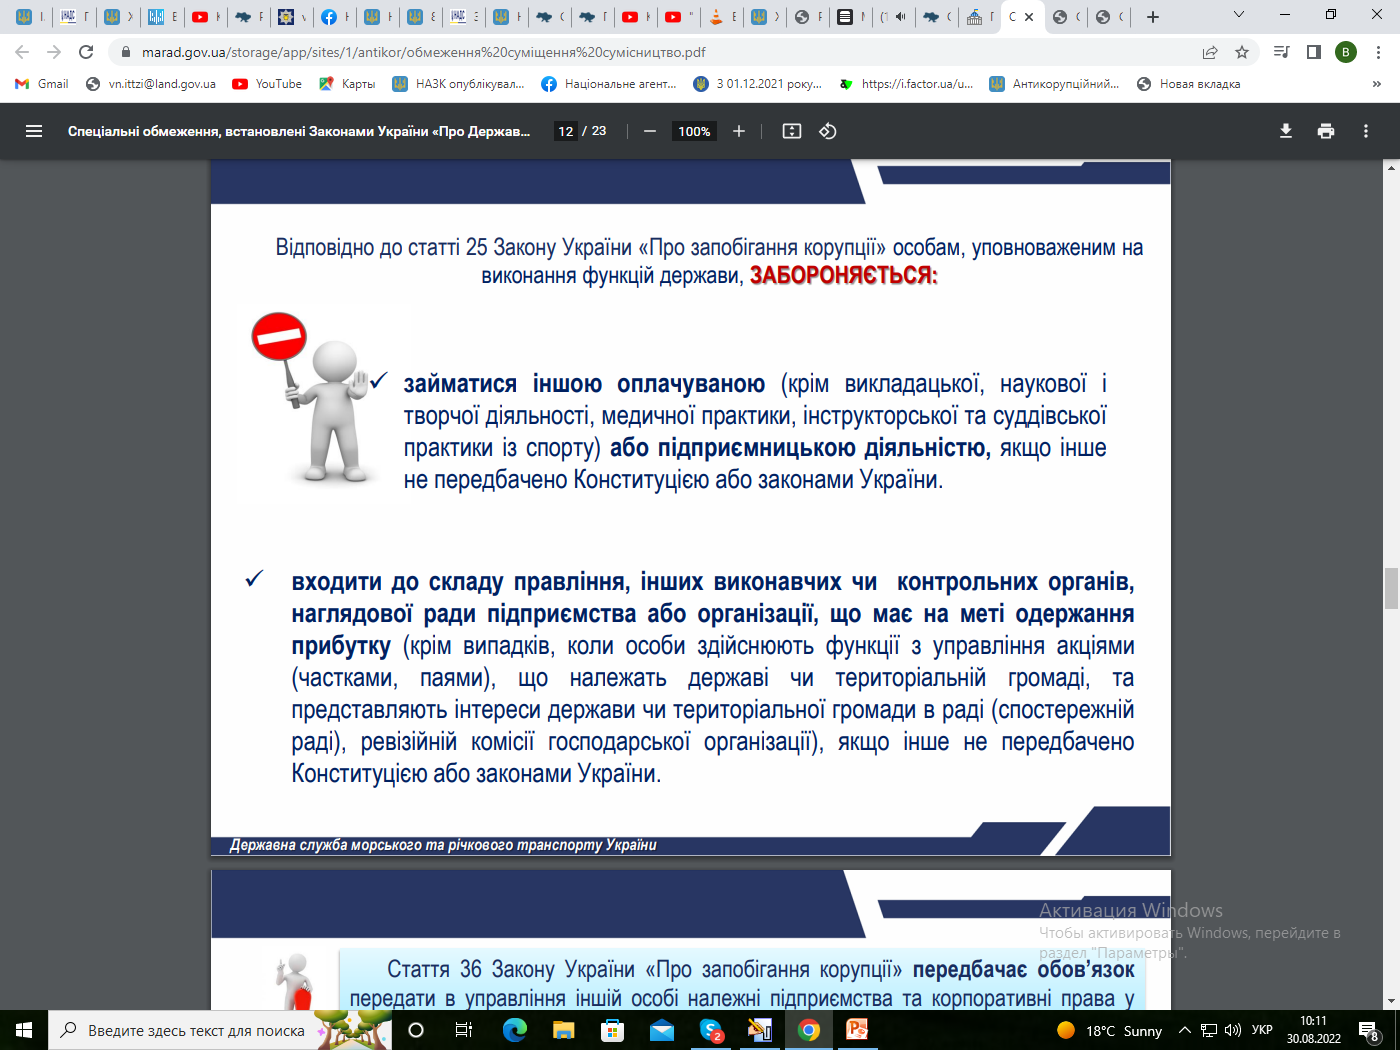 marad.gov.ua/storage/app/sites/1/antikor/обмеження%20суміщення%20сумісництво.pdf
В
Gmail
vn.ittzi@land.gov.ua
YouTube
Карты
НАЗК опублікувал...
Національне агент...
З 01.12.2021 року...
https://i.factor.ua/u...
Антикорупційний...
Новая вкладка
»
Спеціальні обмеження, встановлені Законами України «Про Держав...
12 / 23
100%
Відповідно до статті 25 Закону України «Про запобігання корупції» особам, уповноваженим на
виконання функцій держави, ЗАБОРОНЯЄТЬСЯ:
займатися іншою оплачуваною (крім викладацької, наукової і
творчої діяльності, медичної практики, інструкторської та суддівської
практики із спорту) або підприємницькою діяльністю, якщо інше
не передбачено Конституцією або законами України.
входити до складу правління, інших виконавчих чи контрольних органів,
наглядової ради підприємства або організації, що має на меті одержання
прибутку (крім випадків, коли особи здійснюють функції з управління акціями
(частками, паями), що належать державі чи територіальній громаді, та
представляють інтереси держави чи територіальної громади в раді (спостережній
раді), ревізійній комісії господарської організації), якщо інше не передбачено
Конституцією або законами України.
Державна служба морського та річкового транспорту України
Стаття 36 Закону України «Про запобігання корупції» передбачає обов’язок
передати в управління іншій особі належні підприємства та корпоративні права у
Активация Windows
Чтобы активировать Windows, перейдите в
раздел "Параметры".
Введите здесь текст для поиска
2
18°C Sunny
УКР
10:11
30.08.2022
8